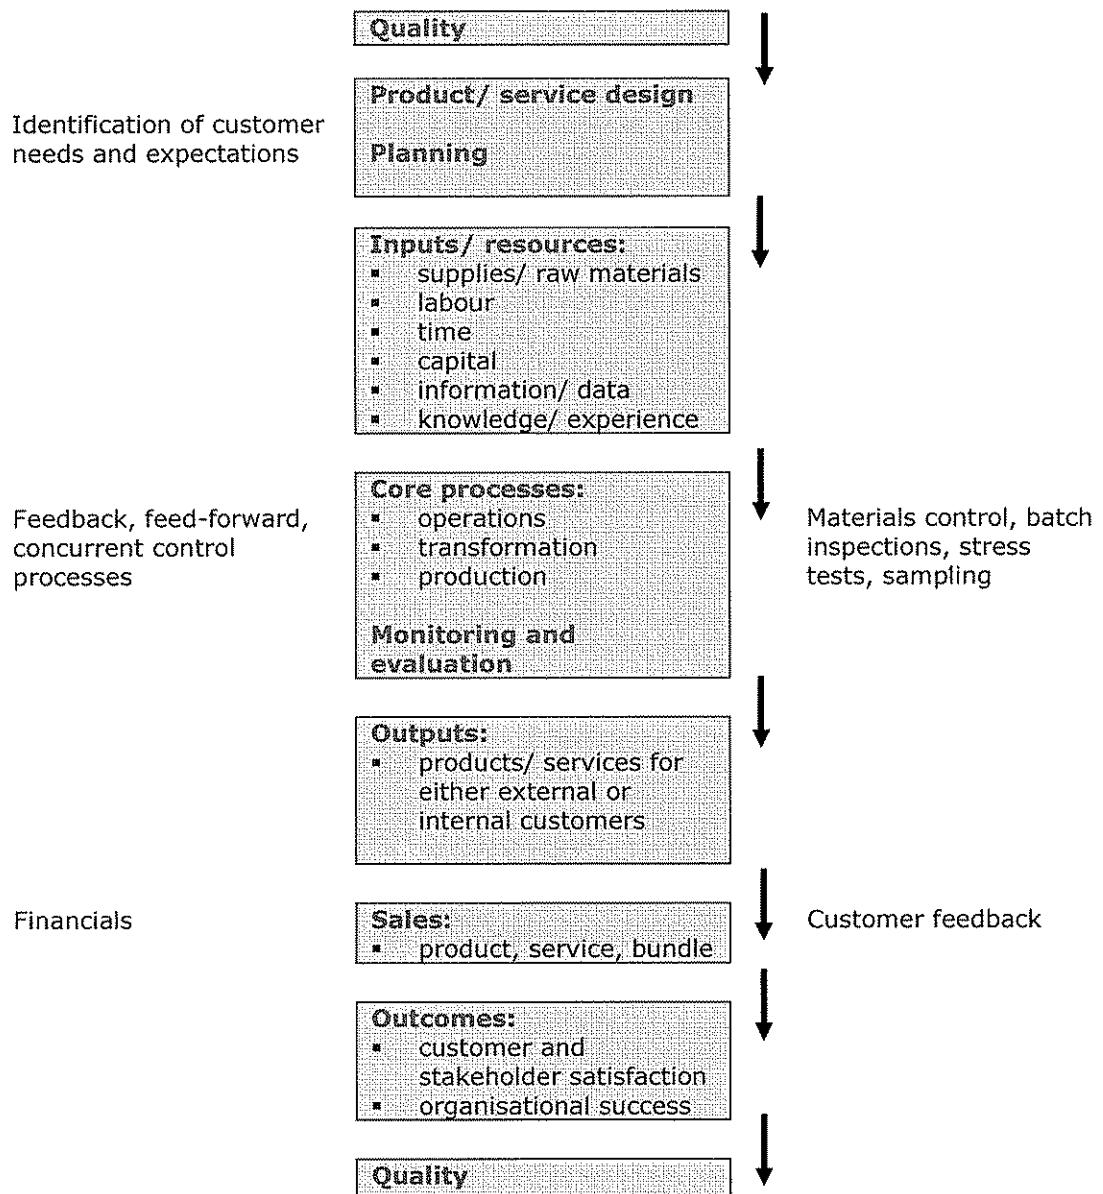 Quality
Product/ service design
Identification of customer
needs and expectations
Planning
Inputs/ resources:
▪ supplies/ raw materials
▪ labour
▪ time
▪ capital
▪ information/ data
▪ knowledge/ experience
Core processes:
▪ operations
▪ transformation
▪ production
Monitoring and
evaluation
Feedback, feed-forward,
concurrent control
processes
Materials control, batch
inspections, stress
tests, sampling
Outputs:
▪ products/ services for
either external or
internal customers
Financials
Sales:
▪ product, service, bundle
Customer feedback
Outcomes:
▪ customer and
stakeholder satisfaction
▪ organisational success
Quality